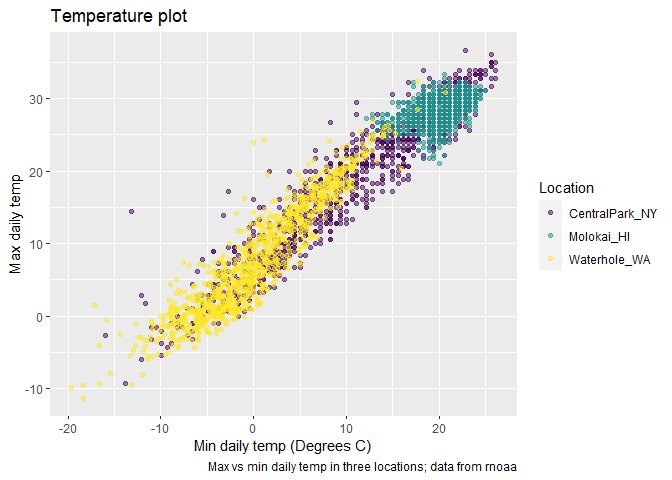 Temperature plot
Max daily temp
30
20
10
0
-10
-20
-10
0
10
20
Min daily temp (Degrees C)
Location
CentralPark_NY
Molokai_HI
Waterhole_WA
Max vs min daily temp in three locations; data from rnoaa